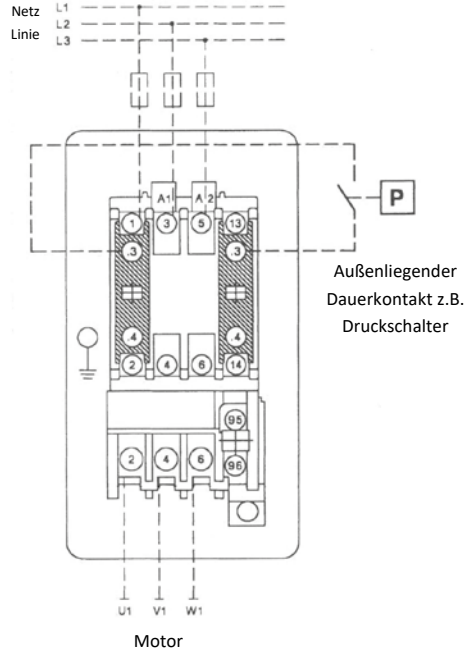 Netz L1
L2
Linie L3
A1 A2
1 3 5 13
.3 .3
P
Außenliegender
Dauerkontakt z.B.
Druckschalter
.4 .4
2 4 6 14
95
2 4 6 96
U1 V1 W1
Motor